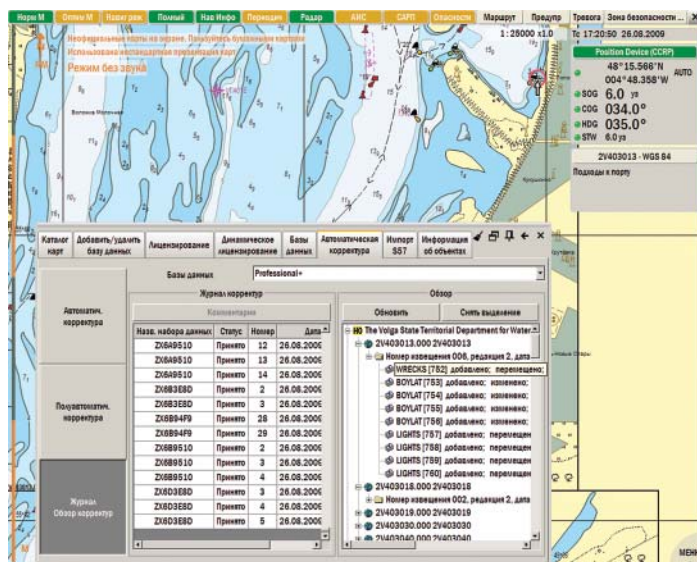 Норм М Оптим М Навиг реж Полный Нав Инфо Периодич Радар АИС САРП Опасности Маршрут Предупр Тревога Зона безопасности ...
Неофициальные карты на экране. Пользуйтесь бумажными картами
Использована нестандартная презентация карт
Режим без звука
1: 25000 x1.0
Тс 17:20:50 26.08.2009
Position Device (CCRP)
48°15.566'N
004°48.358'W
AUTO
SOG 6.0 уз
COG 034.0°
HDG 035.0°
STW 6.0 уз
2V403013 - WGS 84
Подходы к порту
Воложка Молочная
Каталог карт
Добавить/удалить базу данных
Лицензирование
Динамическое лицензирование
Базы данных
Автоматическая корректура
Импорт S57
Информация об объектах
Базы данных Professional+
Автоматич. корректура
Полуавтоматич. корректура
Журнал
Обзор корректур
Журнал корректур
Комментарии
Назв. набора данных Статус Номер Дата
ZX6A9510 Принято 12 26.08.2009
ZX6A9510 Принято 13 26.08.2009
ZX6A9510 Принято 14 26.08.2009
ZX6B3E8D Принято 2 26.08.2009
ZX6B3E8D Принято 3 26.08.2009
ZX6B94F9 Принято 28 26.08.2009
ZX6B94F9 Принято 29 26.08.2009
ZX6B9510 Принято 2 26.08.2009
ZX6B9510 Принято 3 26.08.2009
ZX6B9510 Принято 4 26.08.2009
ZX6D3E8D Принято 3 26.08.2009
ZX6D3E8D Принято 4 26.08.2009
ZX6D3E8D Принято 5 26.08.2009
Обзор
Обновить Снять выделение
HO The Volga State Territorial Department for Water
2V403013.000 2V403013
Номер извещения 006, редакция 2, дата
WRECKS [752] добавлено; перемещено;
BOYLAT [753] добавлено; изменено;
BOYLAT [754] добавлено; изменено;
BOYLAT [755] добавлено; изменено;
BOYLAT [756] добавлено; изменено;
LIGHTS [757] добавлено; перемещен
LIGHTS [758] добавлено; перемещен
LIGHTS [759] добавлено; перемещен
LIGHTS [760] добавлено; перемещен
2V403018.000 2V403018
Номер извещения 002, редакция 2, дата
2V403019.000 2V403019
2V403030.000 2V403030
2V403040.000 2V403040